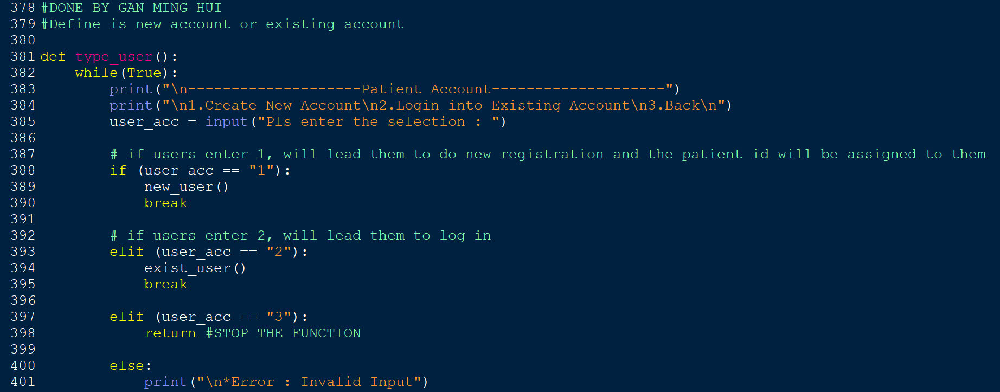 378 #DONE BY GAN MING HUI
379 #Define is new account or existing account
380
381 def type_user():
382     while(True):
383         print("\n--------------------Patient Account--------------------")
384         print("\n1.Create New Account\n2.Login into Existing Account\n3.Back\n")
385         user_acc = input("Pls enter the selection : ")
386
387         # if users enter 1, will lead them to do new registration and the patient id will be assigned to them
388         if (user_acc == "1"):
389             new_user()
390             break
391
392         # if users enter 2, will lead them to log in
393         elif (user_acc == "2"):
394             exist_user()
395             break
396
397         elif (user_acc == "3"):
398             return #STOP THE FUNCTION
399
400         else:
401             print("\n*Error : Invalid Input")